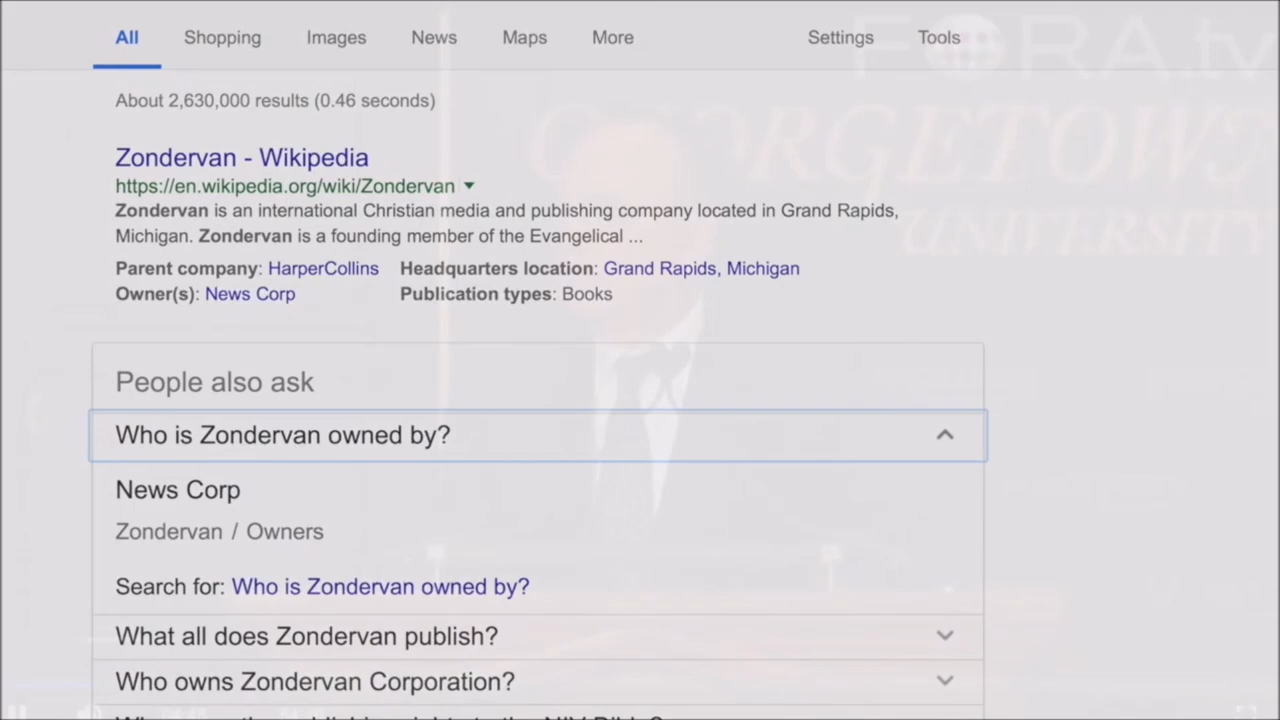 All Shopping Images News Maps More Settings Tools
FORA.tv
About 2,630,000 results (0.46 seconds)
GEORGETOWN
UNIVERSITY
Zondervan - Wikipedia
https://en.wikipedia.org/wiki/Zondervan
Zondervan is an international Christian media and publishing company located in Grand Rapids,
Michigan. Zondervan is a founding member of the Evangelical ...
Parent company: HarperCollins Headquarters location: Grand Rapids, Michigan
Owner(s): News Corp Publication types: Books
People also ask
Who is Zondervan owned by?
News Corp
Zondervan / Owners
Search for: Who is Zondervan owned by?
What all does Zondervan publish?
Who owns Zondervan Corporation?